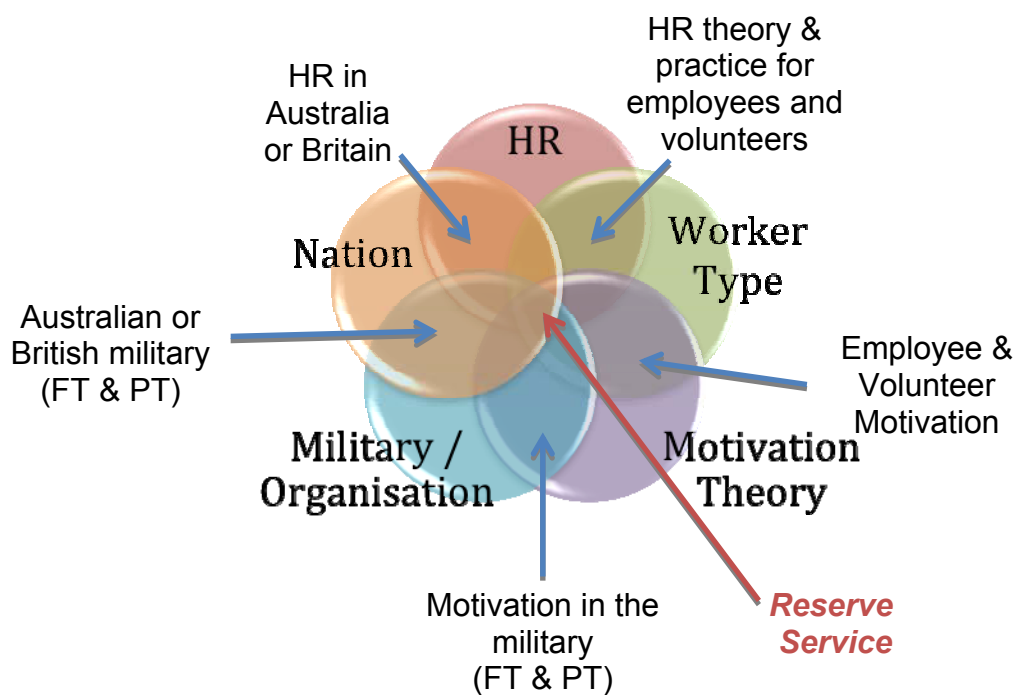 HR theory &
practice for
employees and
volunteers
HR in
Australia
or Britain
HR
Nation
Worker
Type
Australian or
British military
(FT & PT)
Employee &
Volunteer
Motivation
Military /
Organisation
Motivation
Theory
Motivation in the
military
(FT & PT)
Reserve
Service